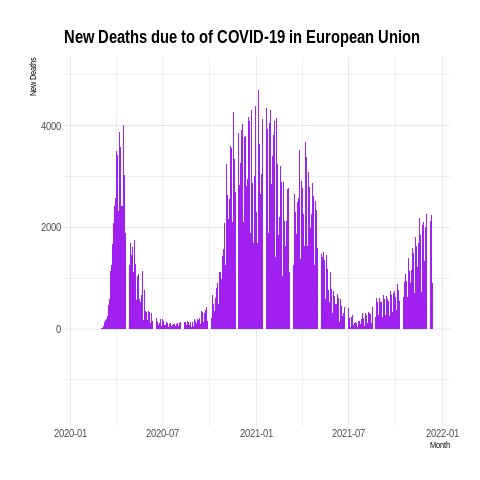 New Deaths due to of COVID-19 in European Union
New Deaths
4000
2000
0
2020-01 2020-07 2021-01 2021-07 2022-01
Month